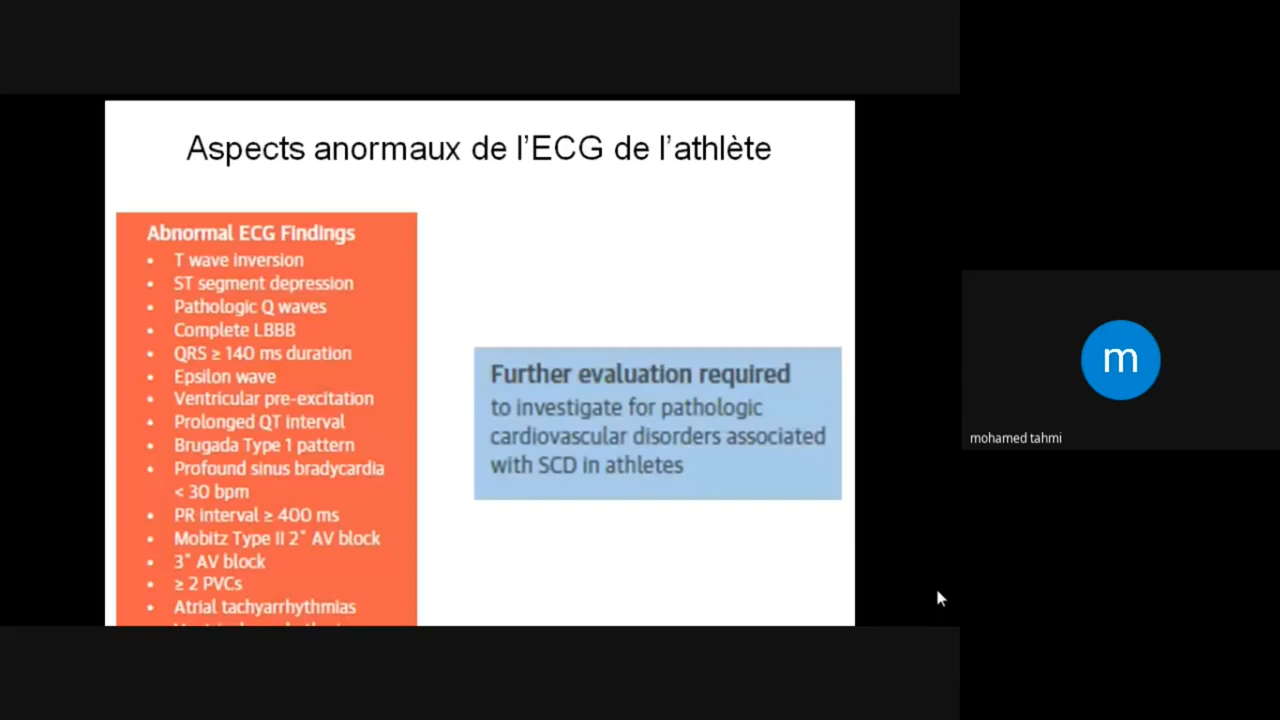 Aspects anormaux de l'ECG de l'athlète
Abnormal ECG Findings
• T wave inversion
• ST segment depression
• Pathologic Q waves
• Complete LBBB
• QRS ≥ 140 ms duration
• Epsilon wave
• Ventricular pre-excitation
• Prolonged QT interval
• Brugada Type 1 pattern
• Profound sinus bradycardia
< 30 bpm
• PR interval ≥ 400 ms
• Mobitz Type II 2° AV block
• 3° AV block
• ≥ 2 PVCs
• Atrial tachyarrhythmias
Further evaluation required
to investigate for pathologic
cardiovascular disorders associated
with SCD in athletes
m
mohamed tahmi